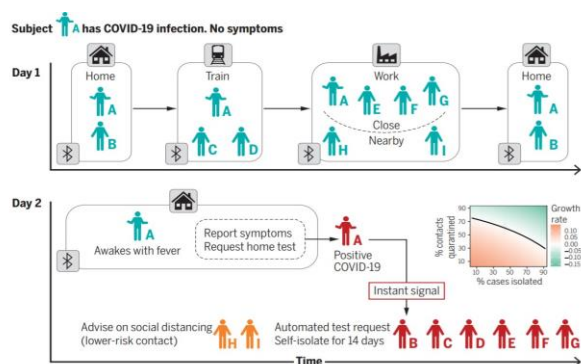 Subject A has COVID-19 infection. No symptoms
Day 1
Home
Train
Work
Home
A
A
A
E
F
G
A
B
C
D
Close
Nearby
H
I
B
Day 2
A
Awakes with fever
Report symptoms
Request home test
A
Positive
COVID-19
Instant signal
% contacts
quarantined
90
70
50
30
10
10 30 50 70 90
% cases isolated
Growth
rate
0.10
0.05
0.00
−0.05
−0.10
−0.15
Advise on social distancing
(lower-risk contact)
H
I
Automated test request
Self-isolate for 14 days
B
C
D
E
F
G
Time